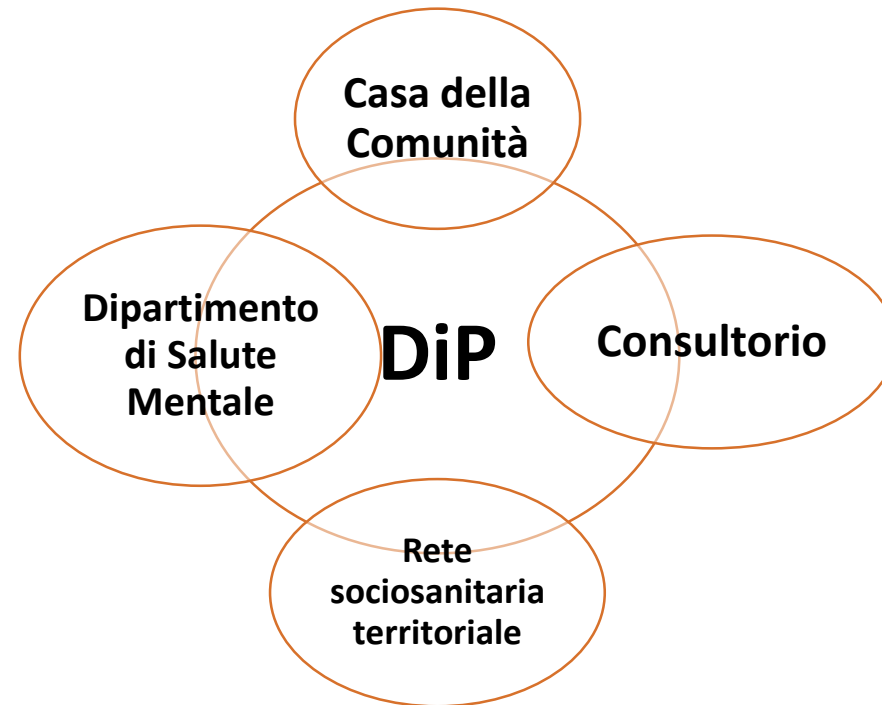 Casa della
Comunità
Dipartimento
di Salute
Mentale
DiP
Consultorio
Rete
sociosanitaria
territoriale